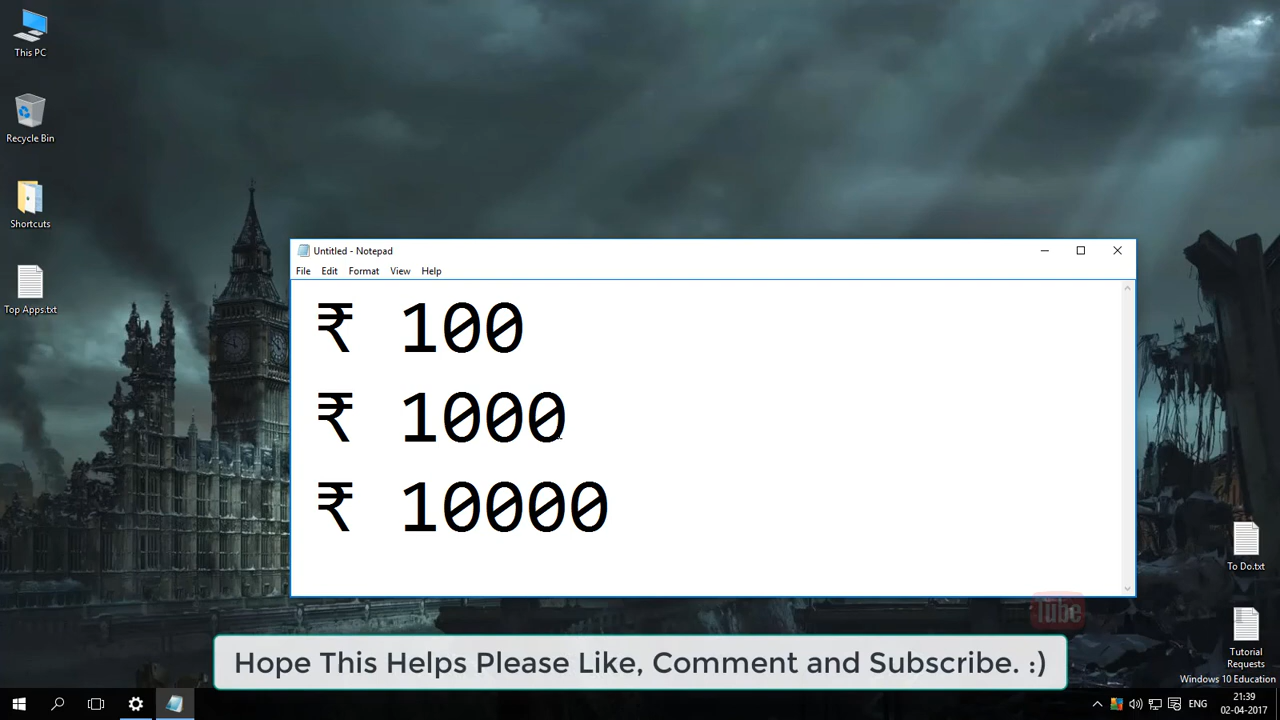 This PC
Recycle Bin
Shortcuts
Top Apps.txt
Untitled - Notepad
File Edit Format View Help
₹ 100
₹ 1000
₹ 10000
To Do.txt
Tutorial
Requests
Tube
Hope This Helps Please Like, Comment and Subscribe. :)
Windows 10 Education
ENG
21:39
02-04-2017